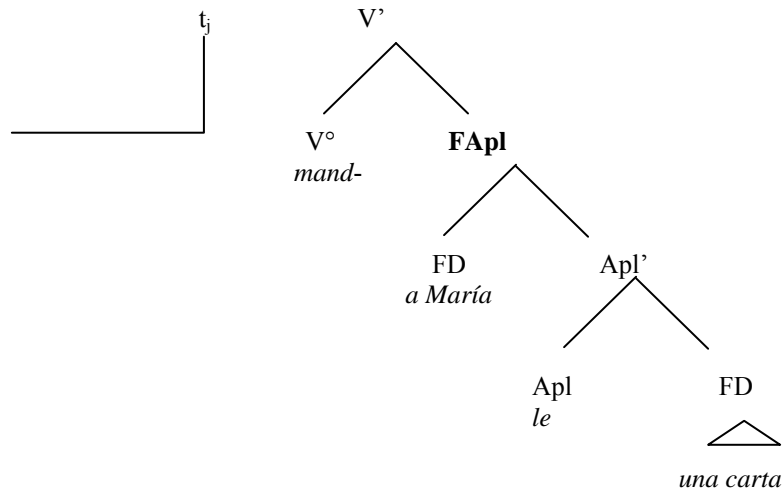 tj V’
V° FApl
mand-
FD Apl’
a María
Apl FD
le
una carta